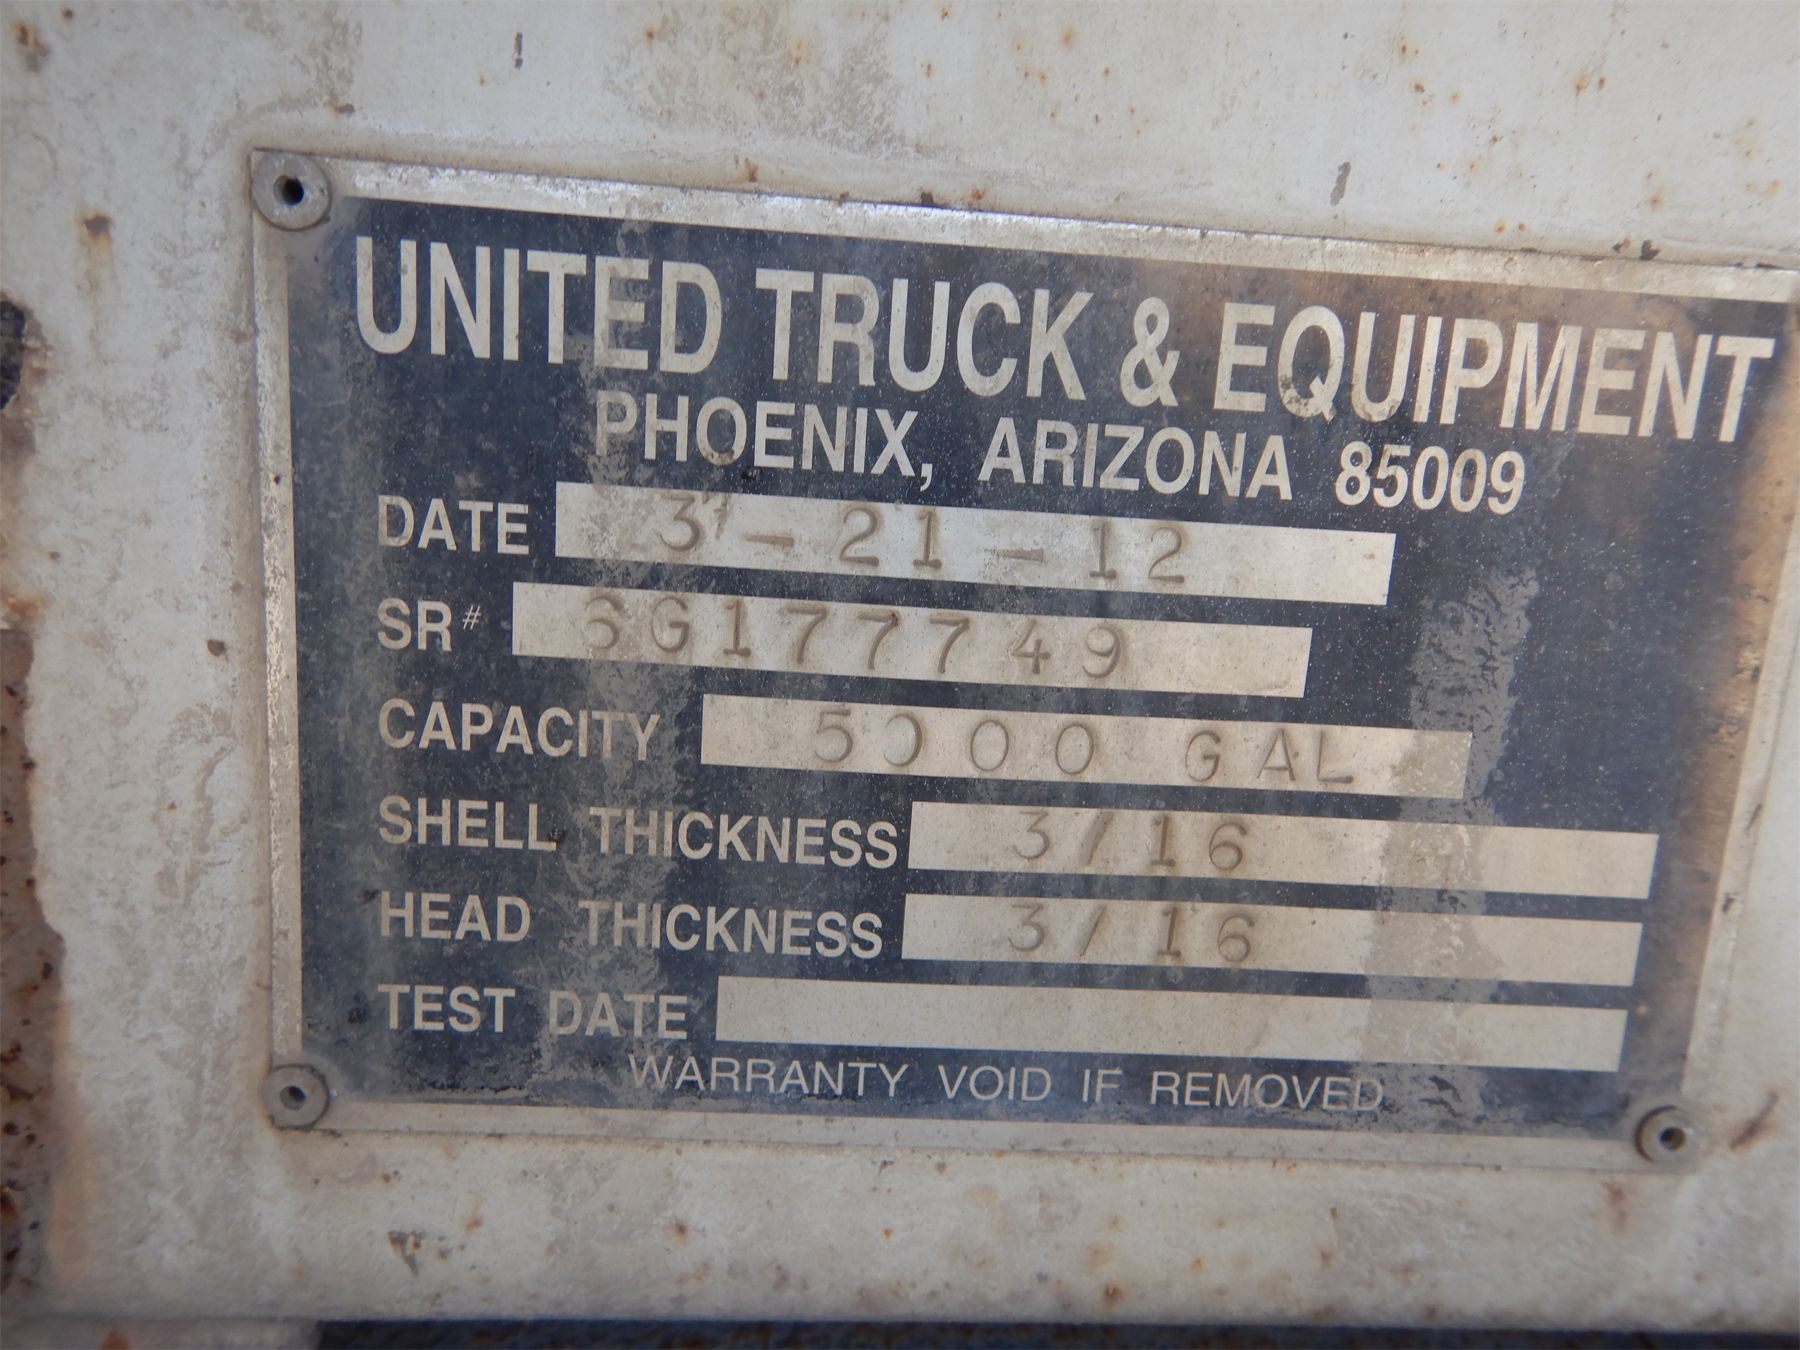 UNITED TRUCK & EQUIPMENT
PHOENIX, ARIZONA 85009
DATE 3-21-12
SR# 6G177749
CAPACITY 5000 GAL
SHELL THICKNESS 3/16
HEAD THICKNESS 3/16
TEST DATE
WARRANTY VOID IF REMOVED